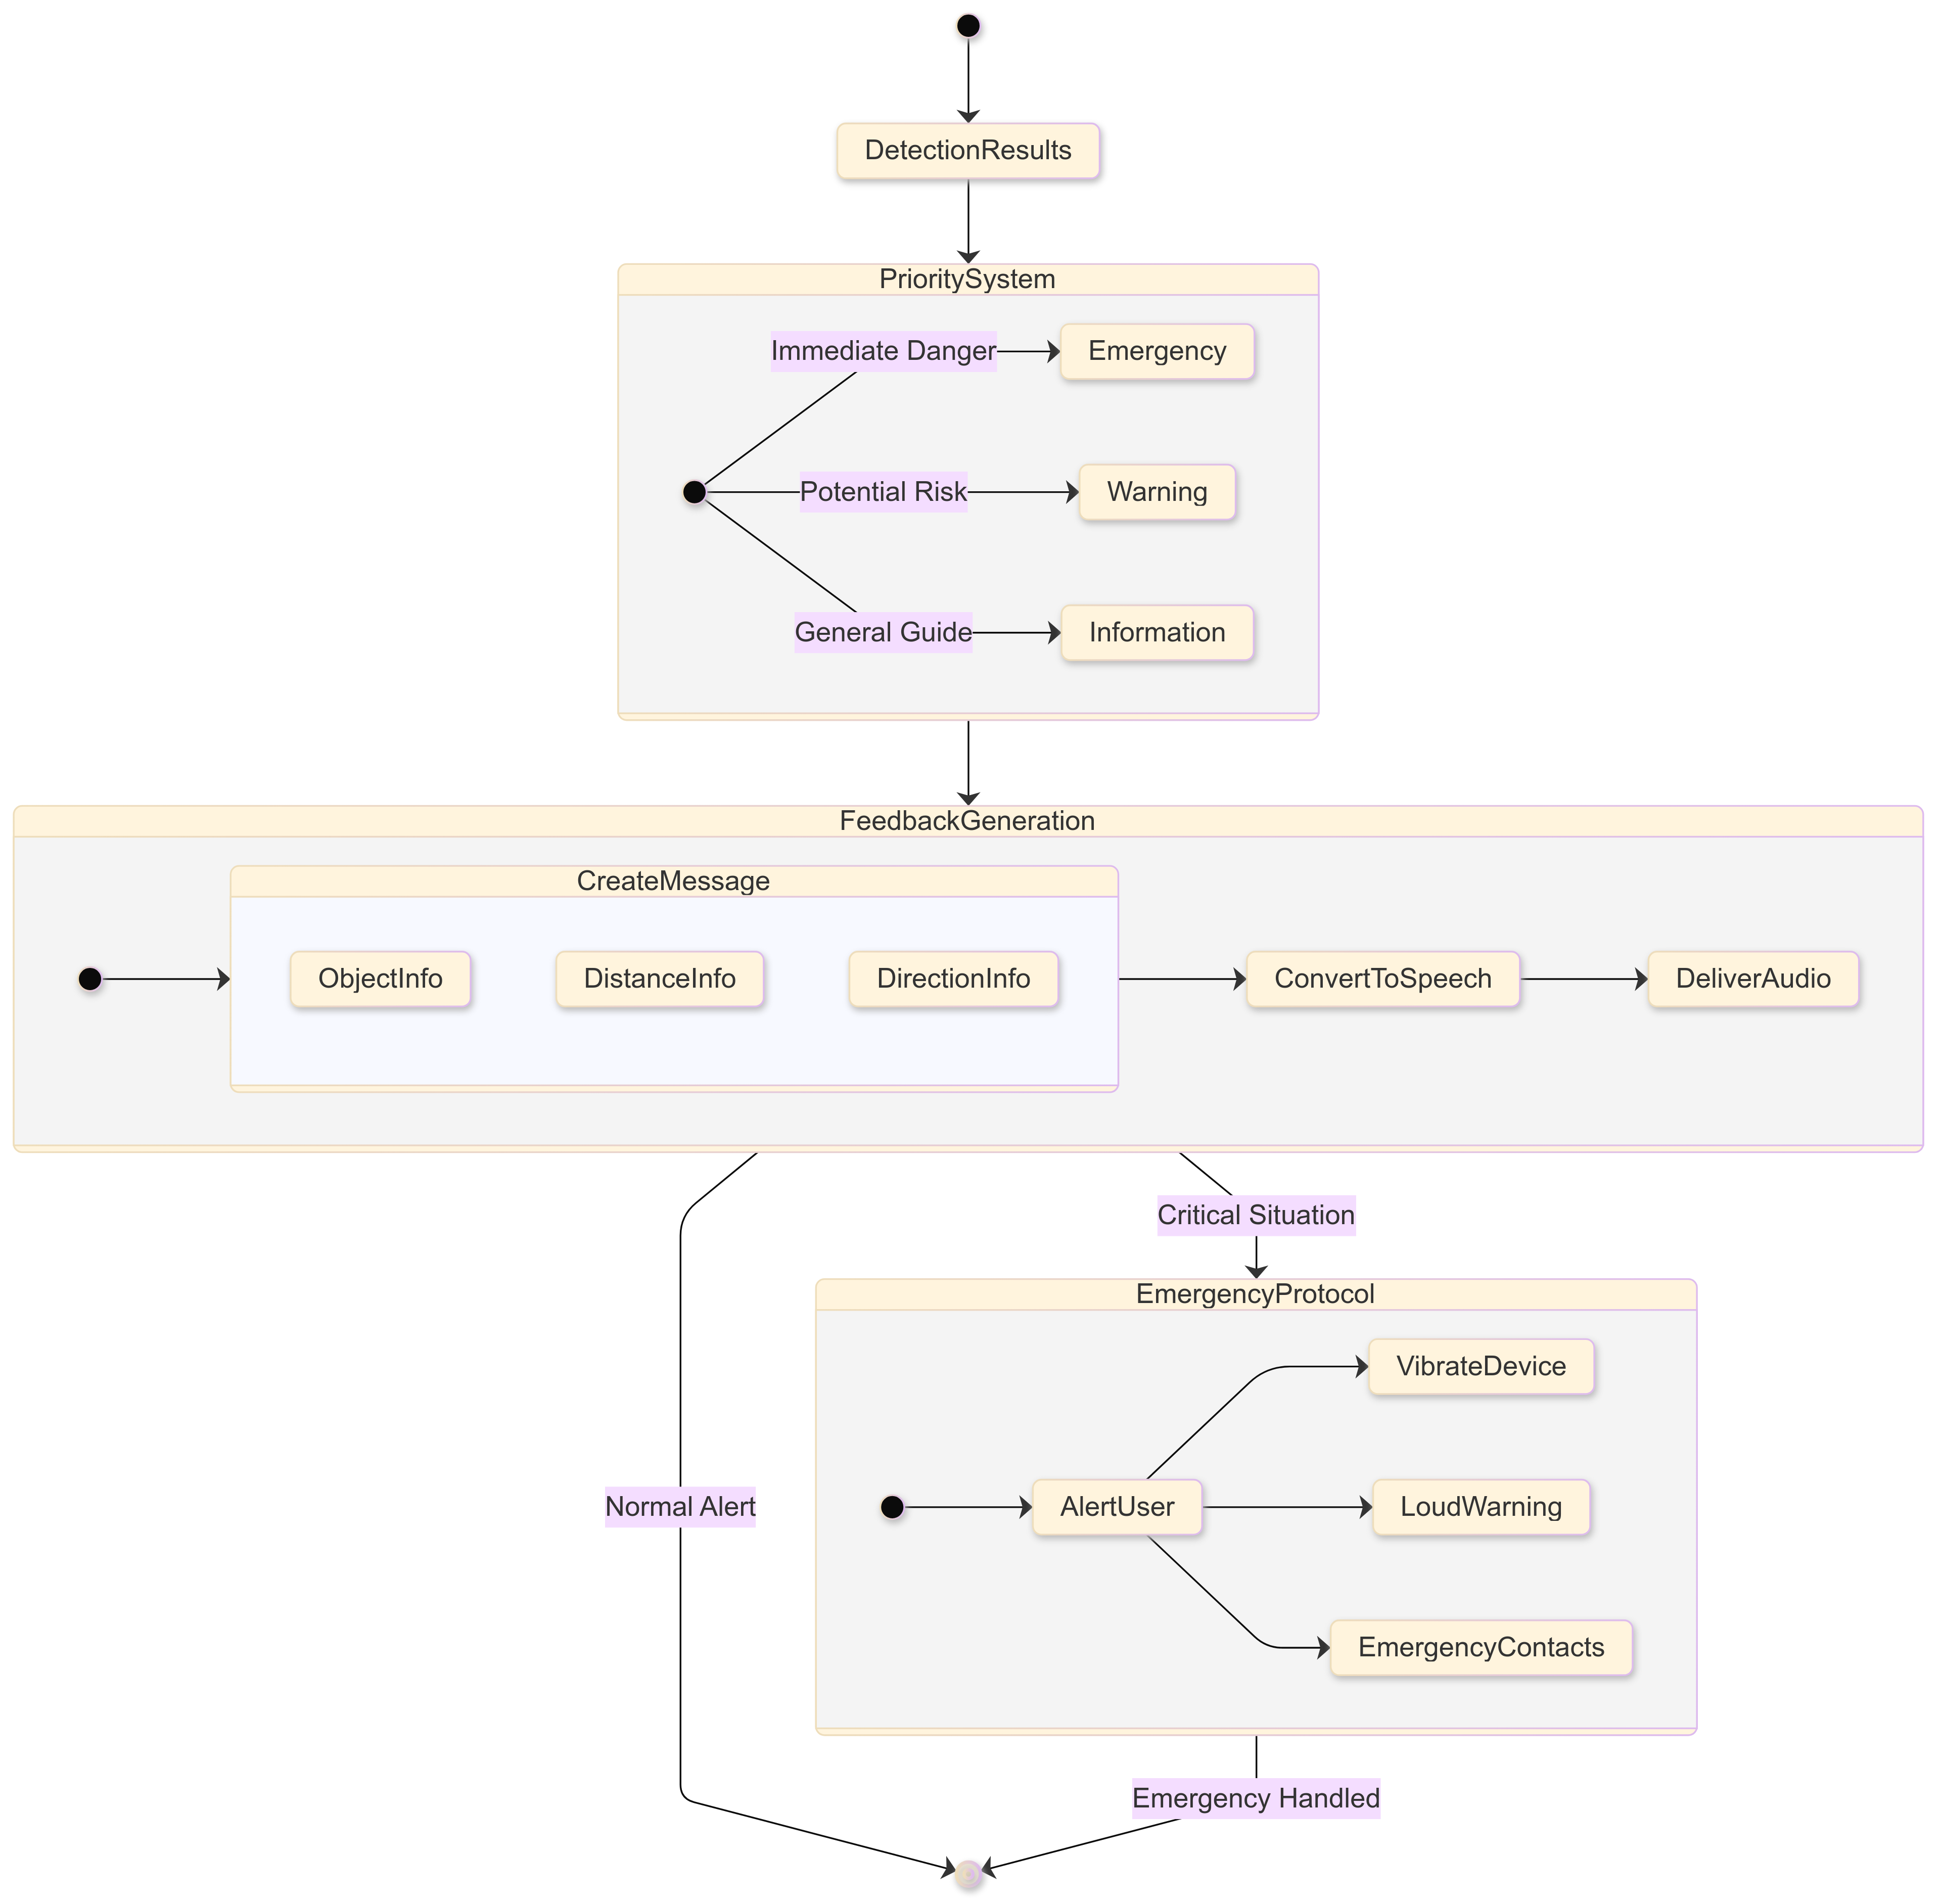 DetectionResults
PrioritySystem
Immediate Danger
Emergency
Potential Risk
Warning
General Guide
Information
FeedbackGeneration
CreateMessage
ObjectInfo
DistanceInfo
DirectionInfo
ConvertToSpeech
DeliverAudio
Critical Situation
EmergencyProtocol
VibrateDevice
Normal Alert
AlertUser
LoudWarning
EmergencyContacts
Emergency Handled